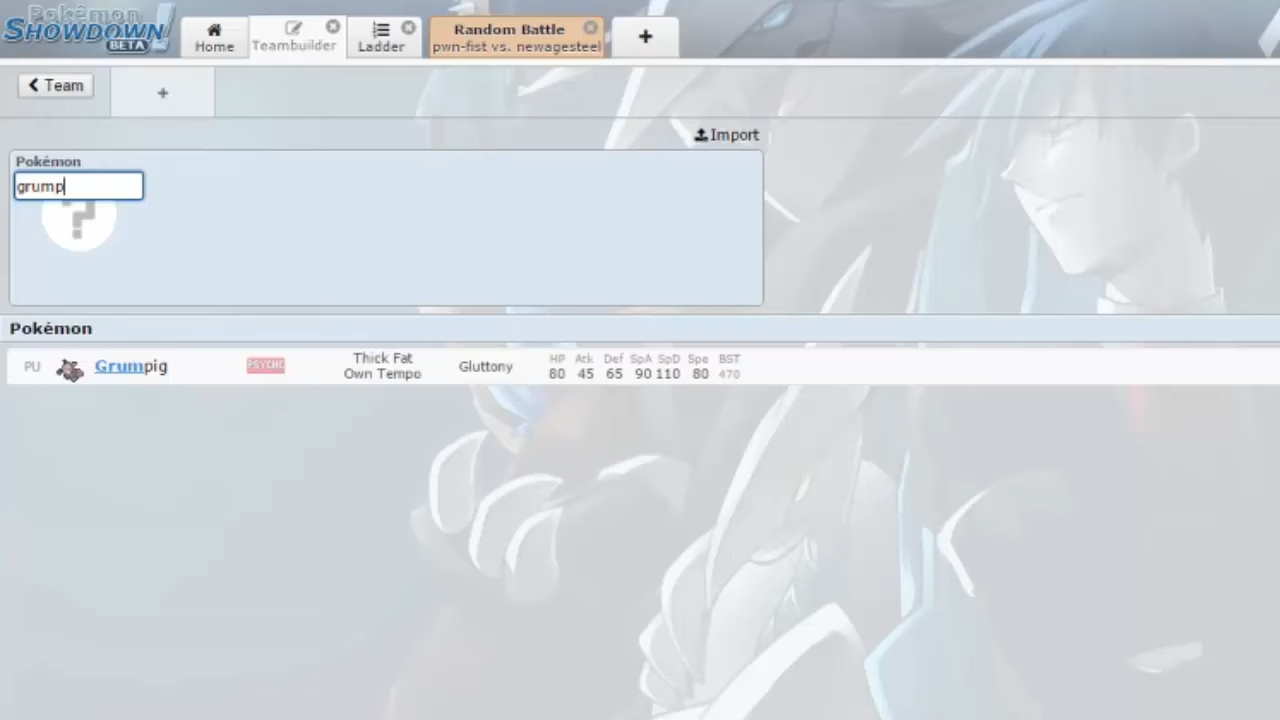 Pokémon
SHOWDOWN!
BETA
Home
Teambuilder
Ladder
Random Battle
pwn-fist vs. newagesteel
+
Team
+
Import
Pokémon
grump
?
Pokémon
PU Grumpig PSYCHC Thick Fat Own Tempo Gluttony
HP Atk Def SpA SpD Spe BST
80 45 65 90 110 80 470